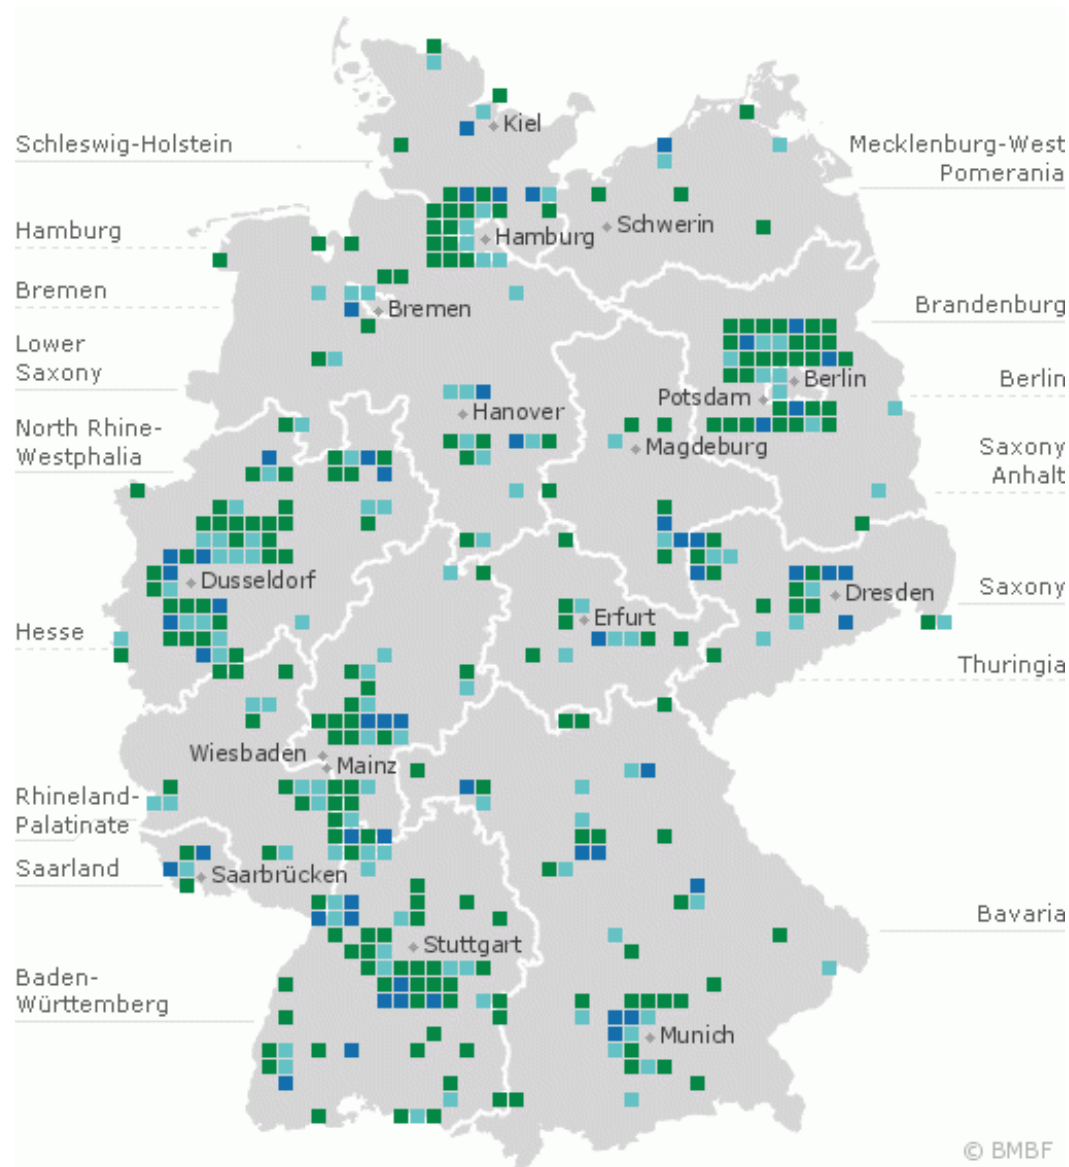 Kiel
Schleswig-Holstein
Mecklenburg-West
Pomerania
Schwerin
Hamburg
Hamburg
Bremen
Bremen
Brandenburg
Lower
Saxony
Berlin
Berlin
Potsdam
Hanover
North Rhine-
Westphalia
Magdeburg
Saxony
Anhalt
Dusseldorf
Dresden
Saxony
Erfurt
Hesse
Thuringia
Wiesbaden
Mainz
Rhineland-
Palatinate
Saarland
Saarbrücken
Bavaria
Stuttgart
Baden-
Württemberg
Munich
© BMBF